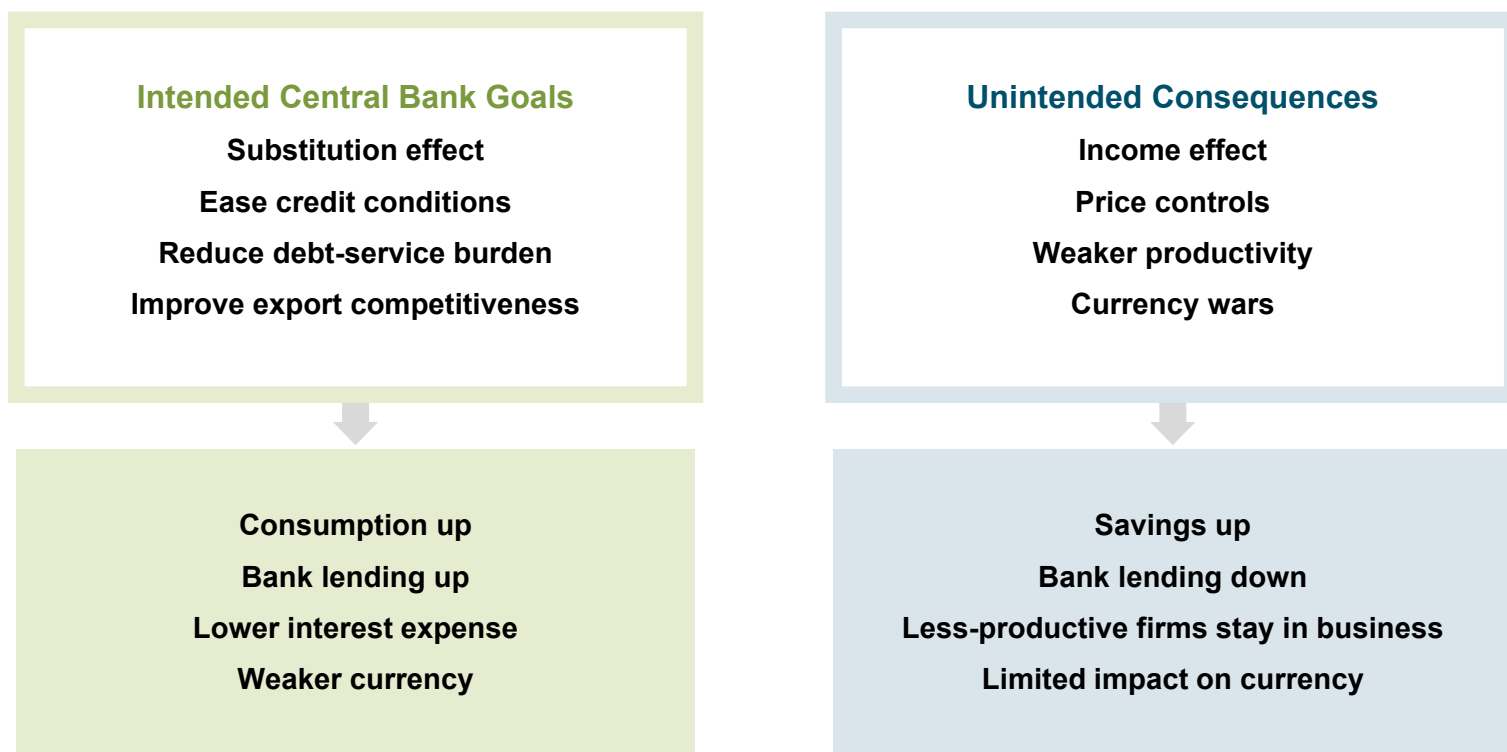 Intended Central Bank Goals
Substitution effect
Ease credit conditions
Reduce debt-service burden
Improve export competitiveness
Consumption up
Bank lending up
Lower interest expense
Weaker currency
Unintended Consequences
Income effect
Price controls
Weaker productivity
Currency wars
Savings up
Bank lending down
Less-productive firms stay in business
Limited impact on currency